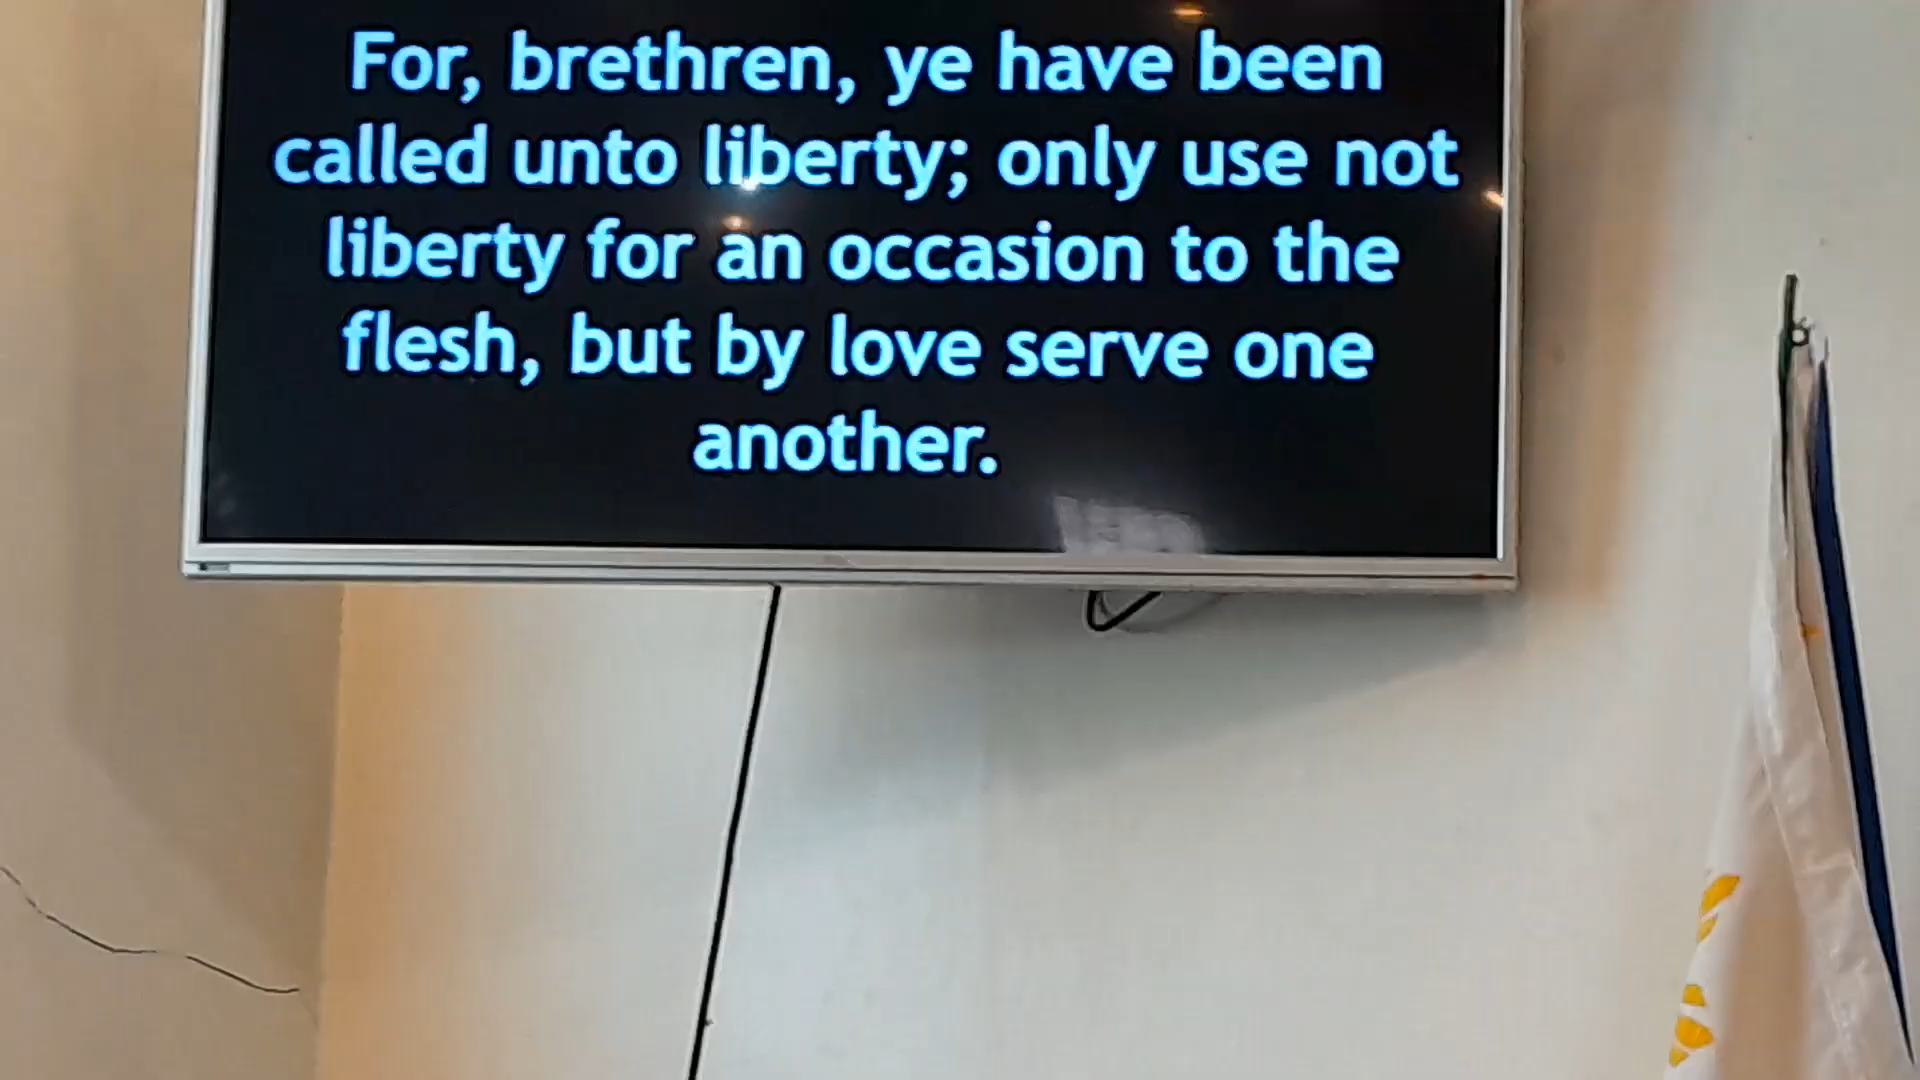 For, brethren, ye have been
called unto liberty; only use not
liberty for an occasion to the
flesh, but by love serve one
another.